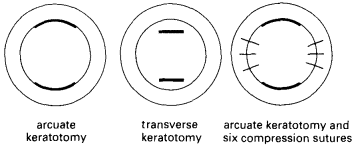 arcuate
keratotomy
transverse
keratotomy
arcuate keratotomy and
six compression sutures